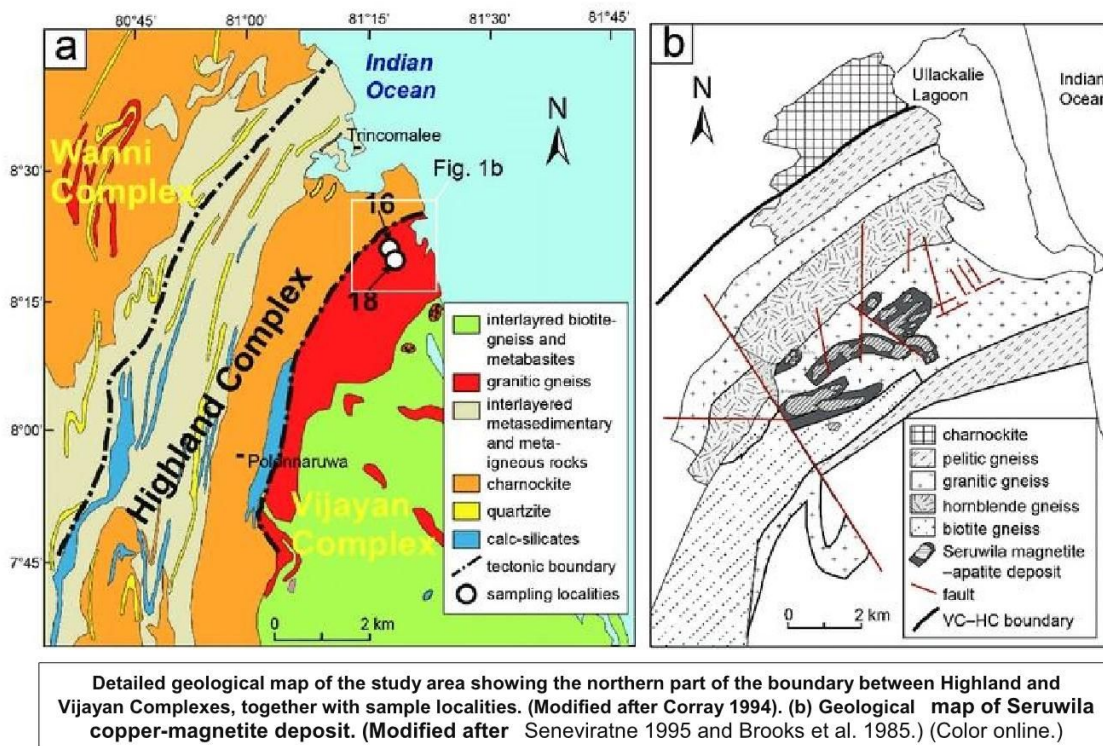 80°45'
81°00
81°15'
81°30'
81°45'
a
Indian
Ocean
N
Trincomalee
Wanni
Complex
8°30'
Fig. 1b
16
18
8°15'
Highland Complex
8°00'
Polonnaruwa
Vijayan
Complex
7°45'
0 2 km
interlayred biotite-
gneiss and
metabasites
granitic gneiss
interlayered
metasedimentary
and meta-
igneous rocks
charnockite
quartzite
calc-silicates
tectonic boundary
sampling localities
b
N
Ullackalie
Lagoon
Indian
Ocean
charnockite
pelitic gneiss
granitic gneiss
hornblende gneiss
biotite gneiss
Seruwila magnetite
–apatite deposit
fault
VC–HC boundary
0 2 km
Detailed geological map of the study area showing the northern part of the boundary between Highland and
Vijayan Complexes, together with sample localities. (Modified after Corray 1994). (b) Geological map of Seruwila
copper-magnetite deposit. (Modified after Seneviratne 1995 and Brooks et al. 1985.) (Color online.)